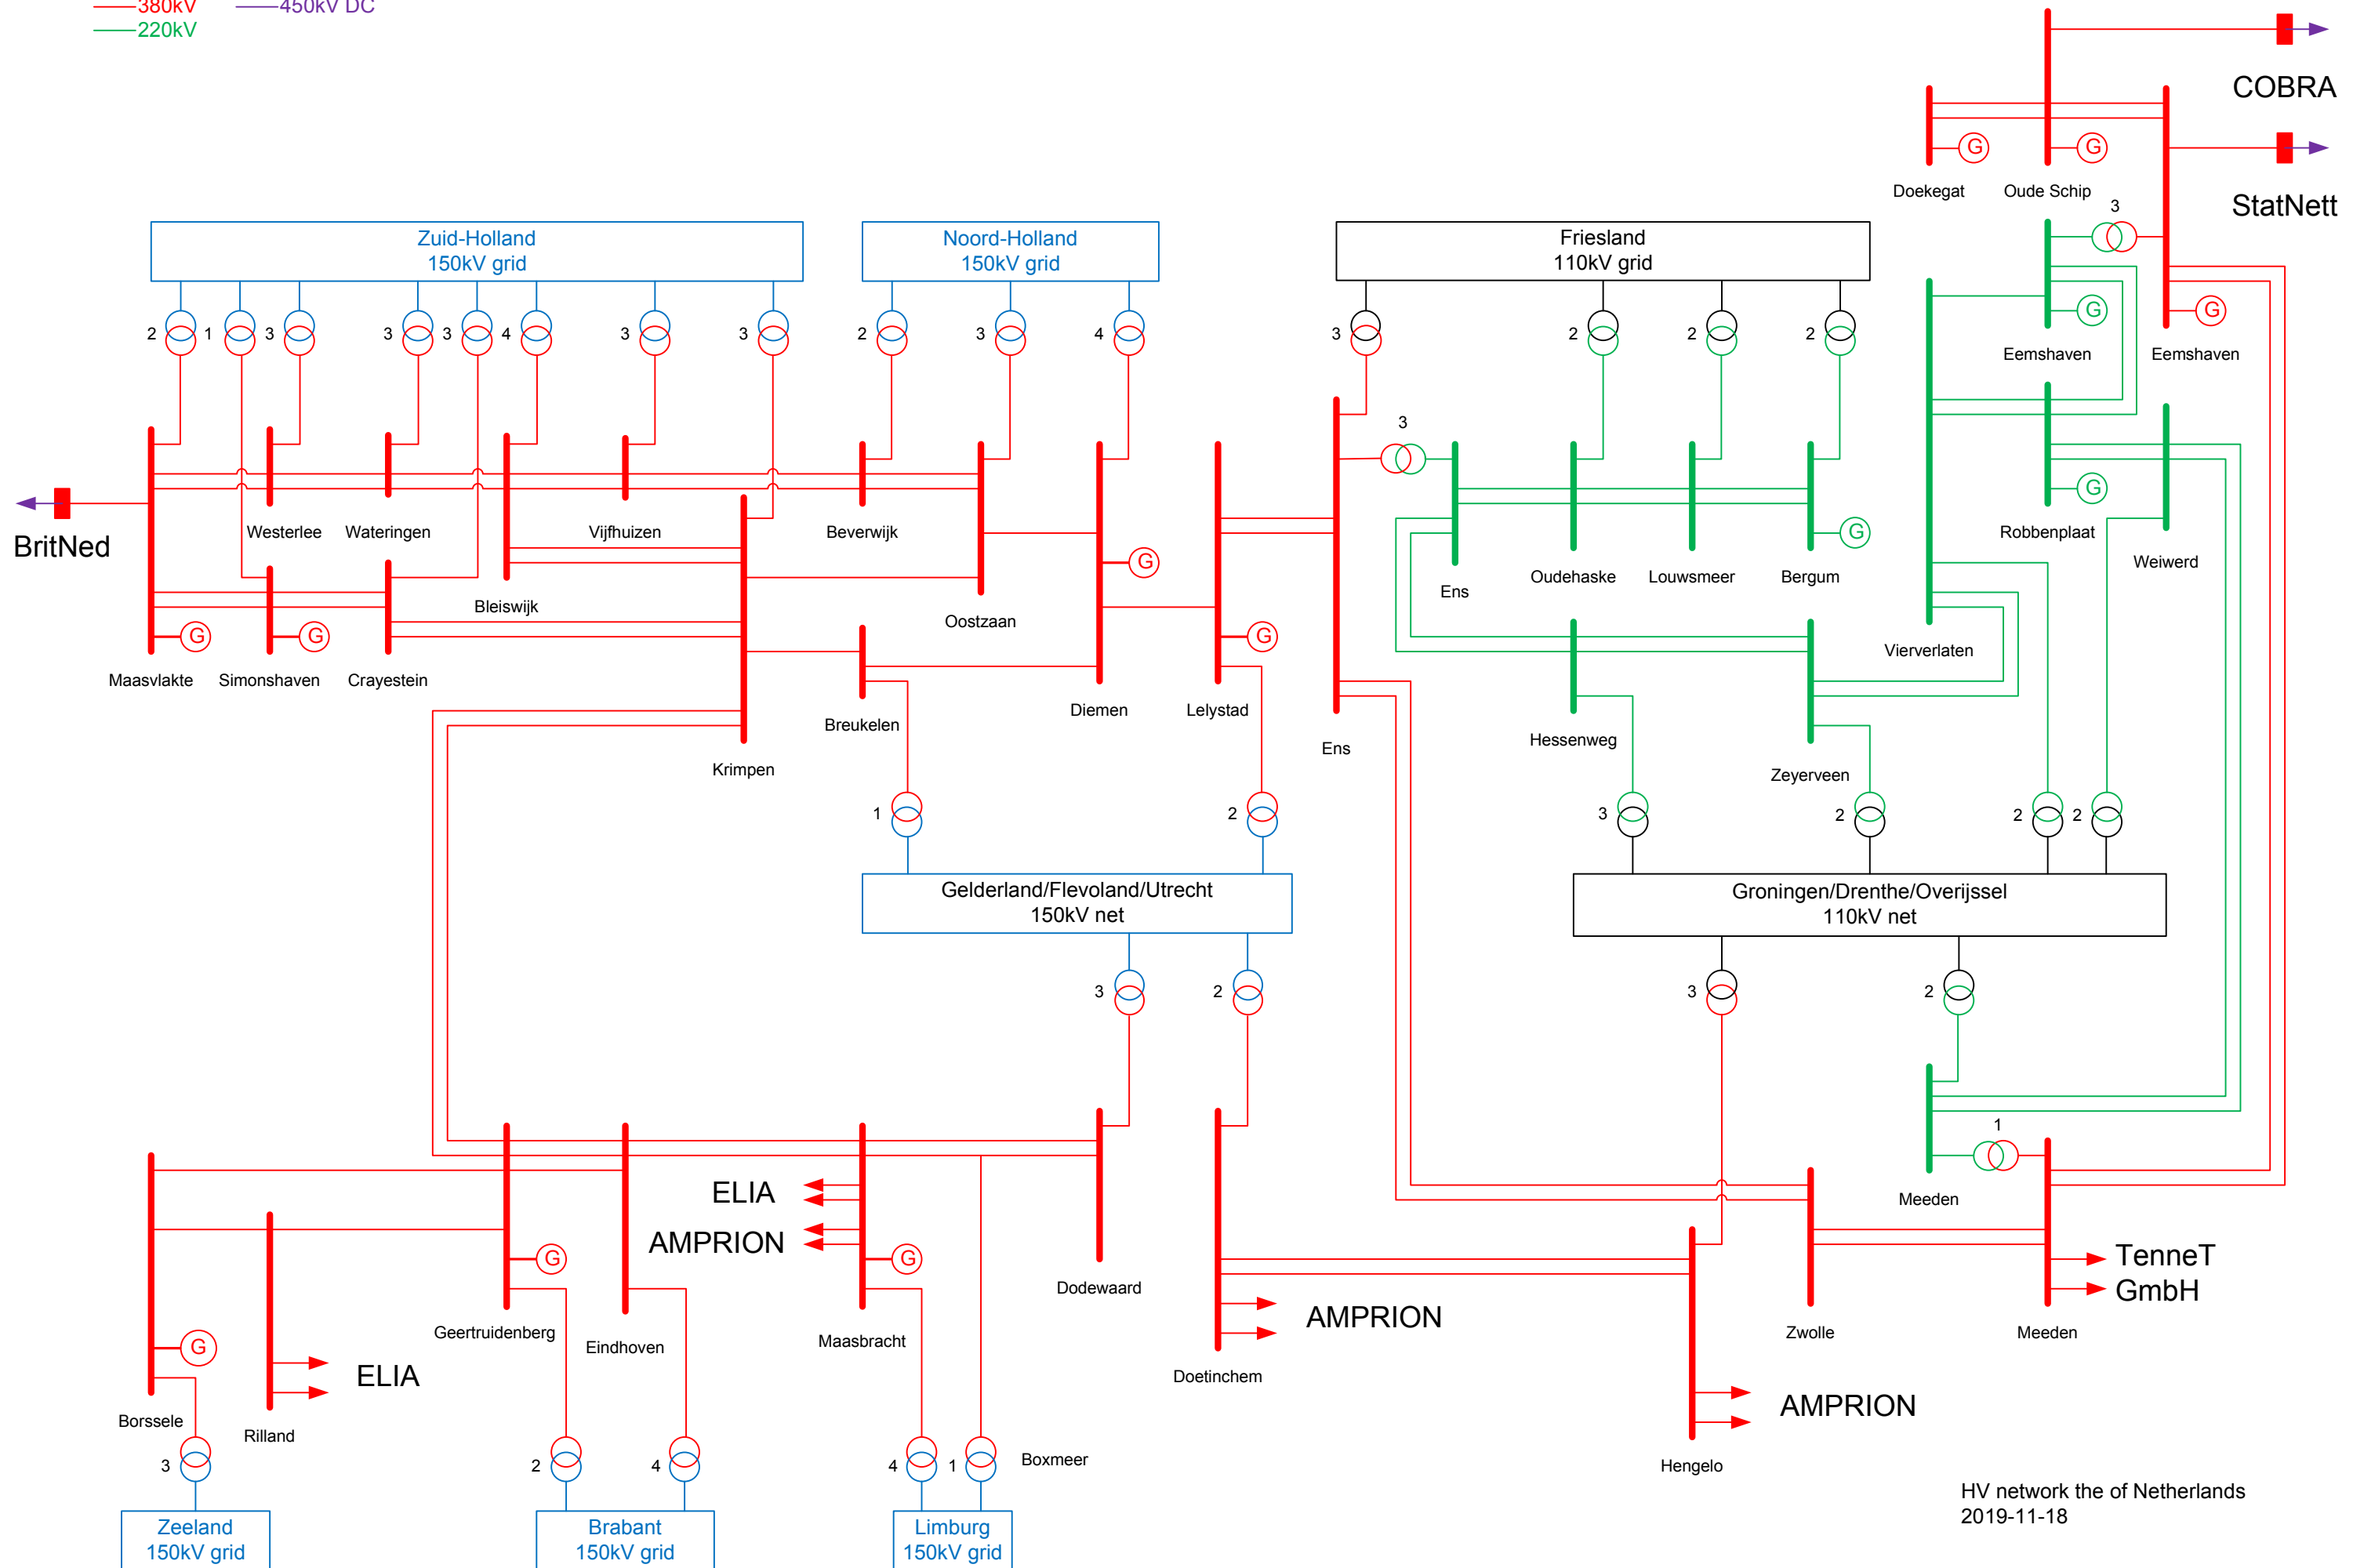 380kV
450kV DC
220kV
COBRA
G
G
Doekegat
Oude Schip
StatNett
3
Zuid-Holland
150kV grid
Noord-Holland
150kV grid
Friesland
110kV grid
G
G
2
1
3
3
3
4
3
3
2
3
4
3
2
2
2
Eemshaven
Eemshaven
3
G
BritNed
Westerlee
Wateringen
Vijfhuizen
Beverwijk
G
Robbenplaat
Weiwerd
G
Ens
Oudehaske
Louwsmeer
Bergum
Bleiswijk
Oostzaan
G
G
G
Vierverlaten
Maasvlakte
Simonshaven
Crayestein
Breukelen
Diemen
Lelystad
Ens
Hessenweg
Krimpen
Zeyerveen
1
2
3
2
2
2
Gelderland/Flevoland/Utrecht
150kV net
Groningen/Drenthe/Overijssel
110kV net
3
2
3
2
1
ELIA
Meeden
AMPRION
G
G
TenneT
GmbH
Dodewaard
AMPRION
Geertruidenberg
Eindhoven
Maasbracht
Zwolle
Meeden
G
ELIA
Doetinchem
AMPRION
Borssele
Rilland
Hengelo
3
2
4
4
1
Boxmeer
HV network the of Netherlands
2019-11-18
Zeeland
150kV grid
Brabant
150kV grid
Limburg
150kV grid